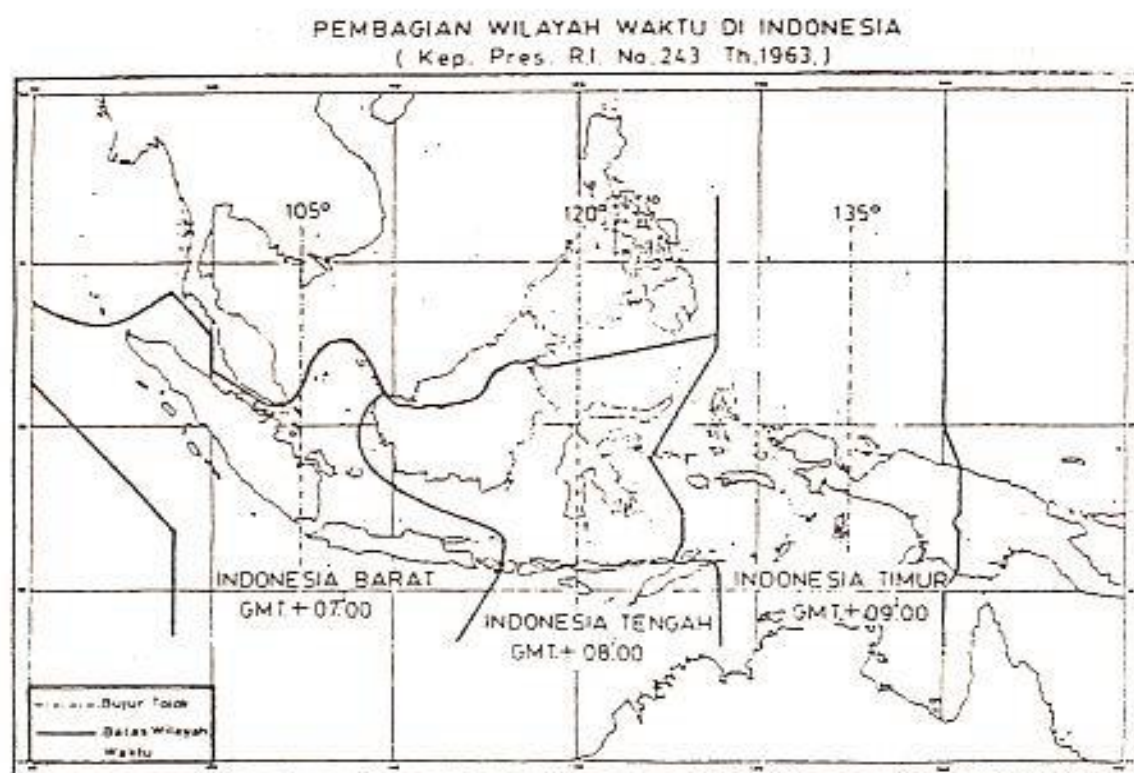 PEMBAGIAN WILAYAH WAKTU DI INDONESIA
( Kep. Pres. R.I. No.243 Th.1963.)
105°
120°
135°
INDONESIA BARAT
GMT.+ 07.00
INDONESIA TENGAH
GMT.+ 08.00
INDONESIA TIMUR
GMT.+ 09.00
Bujur Tolok
Batas Wilayah
Waktu